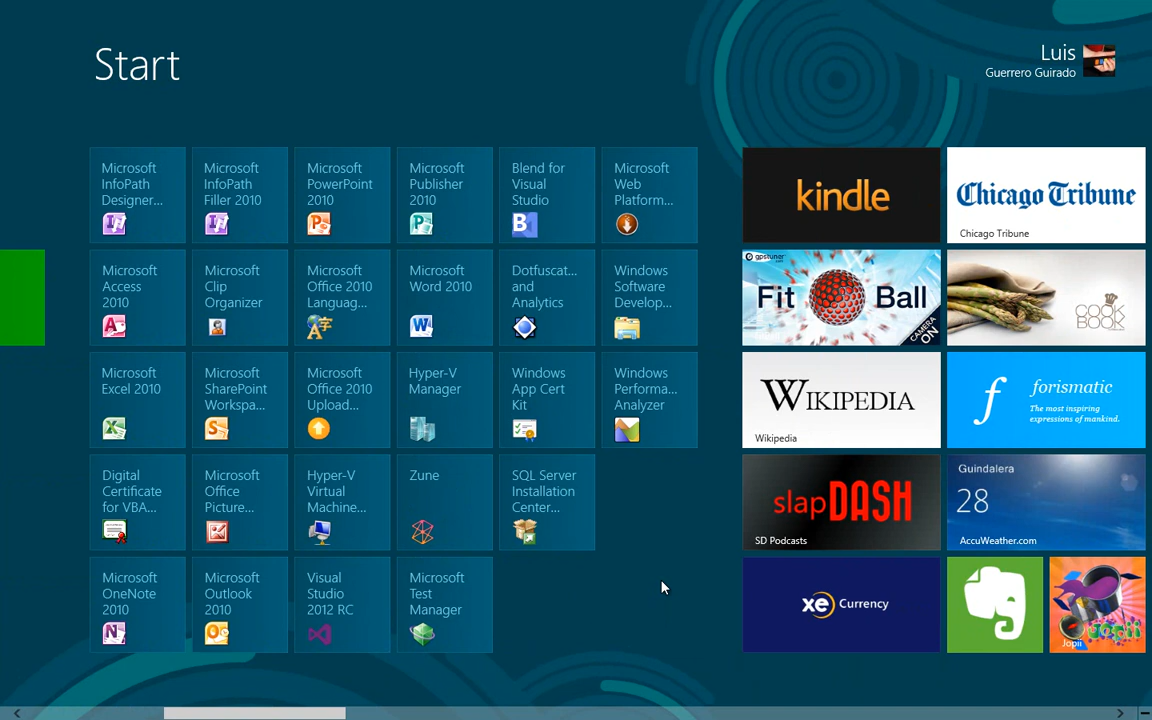 Start
Luis
Guerrero Guirado
Microsoft
InfoPath
Designer...
Microsoft
InfoPath
Filler 2010
Microsoft
PowerPoint
2010
Microsoft
Publisher
2010
Blend for
Visual
Studio
Microsoft
Web
Platform...
Microsoft
Access
2010
Microsoft
Clip
Organizer
Microsoft
Office 2010
Languag...
Microsoft
Word 2010
Dotfuscat...
and
Analytics
Windows
Software
Develop...
Microsoft
Excel 2010
Microsoft
SharePoint
Workspa...
Microsoft
Office 2010
Upload...
Hyper-V
Manager
Windows
App Cert
Kit
Windows
Performa...
Analyzer
Digital
Certificate
for VBA...
Microsoft
Office
Picture...
Hyper-V
Virtual
Machine...
Zune
SQL Server
Installation
Center...
Microsoft
OneNote
2010
Microsoft
Outlook
2010
Visual
Studio
2012 RC
Microsoft
Test
Manager
kindle
Chicago Tribune
Chicago Tribune
gpstuner
Fit Ball
CAMERA
ON
COOK
BOOK
WIKIPEDIA
Wikipedia
f
forismatic
The most inspiring
expressions of mankind.
slapDASH
SD Podcasts
Guindalera
28
AccuWeather.com
xe Currency
Jopii
Jopii